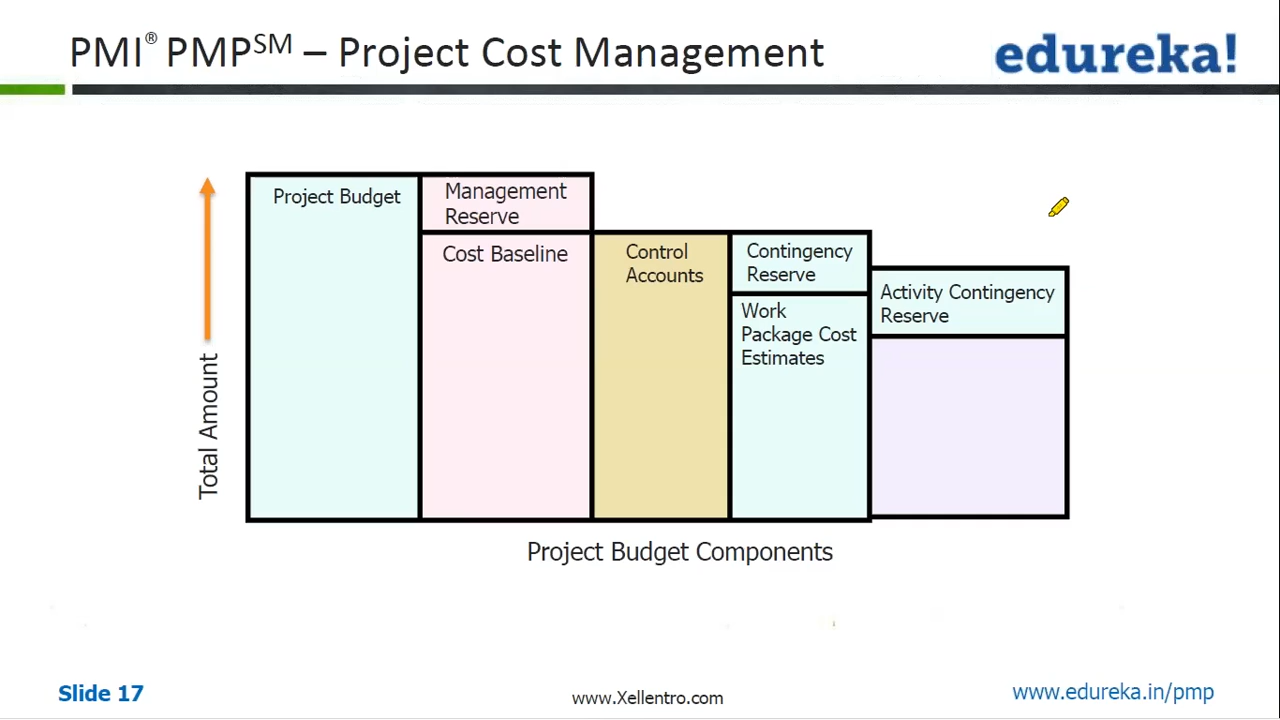 PMI® PMPSM – Project Cost Management
edureka!
Project Budget
Management
Reserve
Cost Baseline
Control
Accounts
Contingency
Reserve
Work
Package Cost
Estimates
Activity Contingency
Reserve
Total Amount
Project Budget Components
Slide 17
www.Xellentro.com
www.edureka.in/pmp